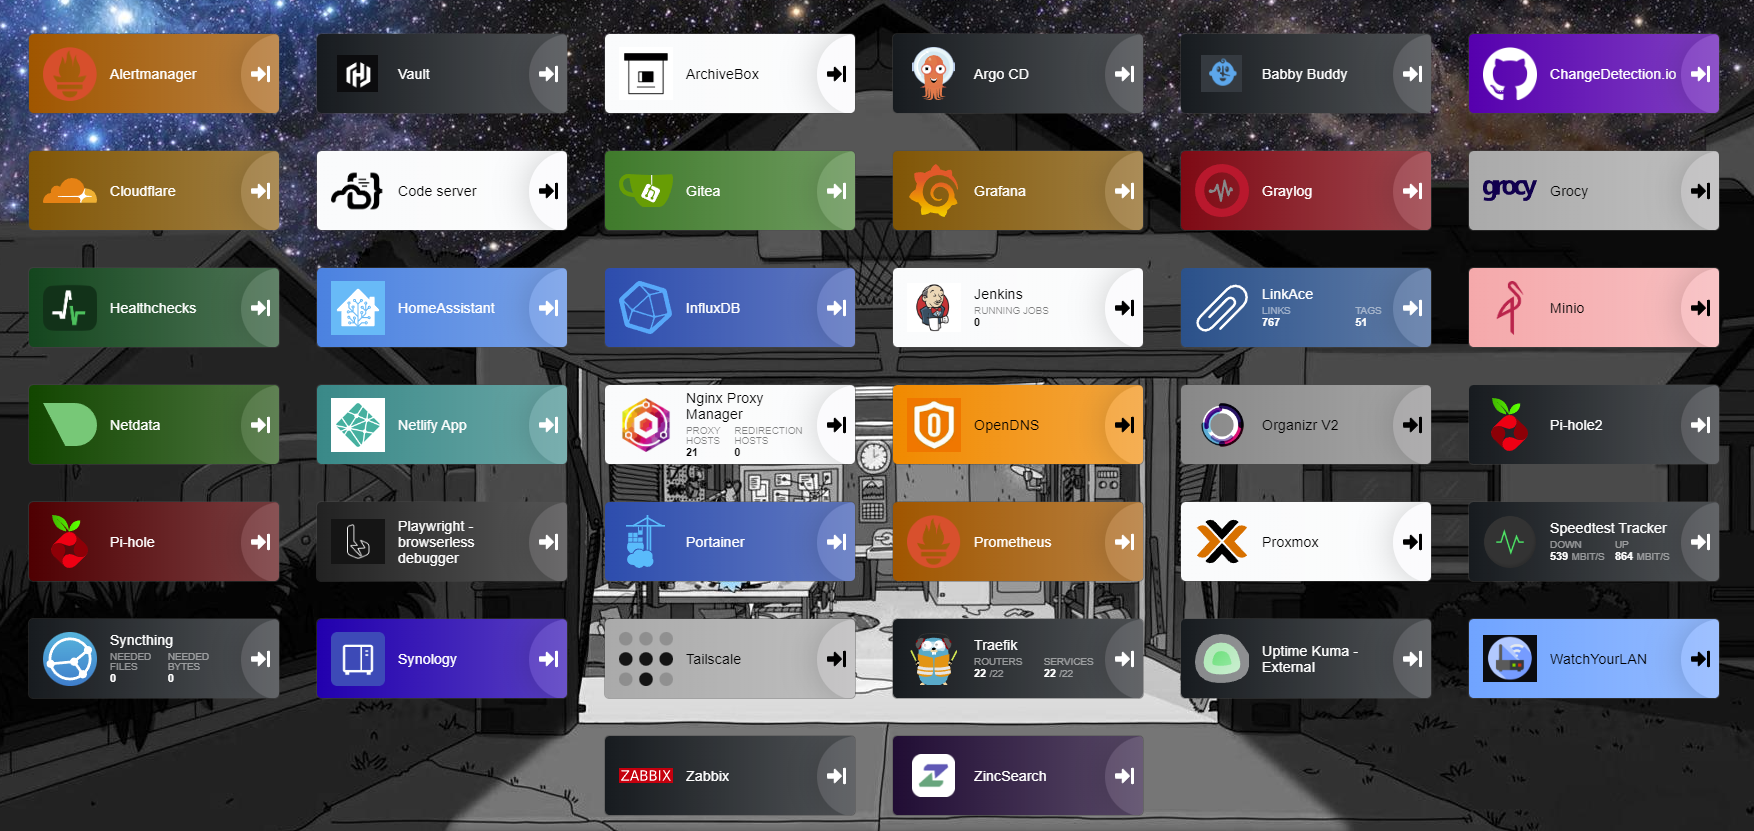 Alertmanager
Vault
ArchiveBox
Argo CD
Babby Buddy
ChangeDetection.io
Cloudflare
Code server
Gitea
Grafana
Graylog
grocy
Grocy
Healthchecks
HomeAssistant
InfluxDB
Jenkins
RUNNING JOBS
0
LinkAce
LINKS TAGS
767 51
Minio
Netdata
Netlify App
Nginx Proxy
Manager
PROXY REDIRECTION
HOSTS HOSTS
21 0
OpenDNS
Organizr V2
Pi-hole2
Pi-hole
Playwright -
browserless
debugger
Portainer
Prometheus
Proxmox
Speedtest Tracker
DOWN UP
539 MBIT/S 864 MBIT/S
Syncthing
NEEDED NEEDED
FILES BYTES
0 0
Synology
Tailscale
Traefik
ROUTERS SERVICES
22 /22 22 /22
Uptime Kuma -
External
WatchYourLAN
ZABBIX
Zabbix
ZincSearch